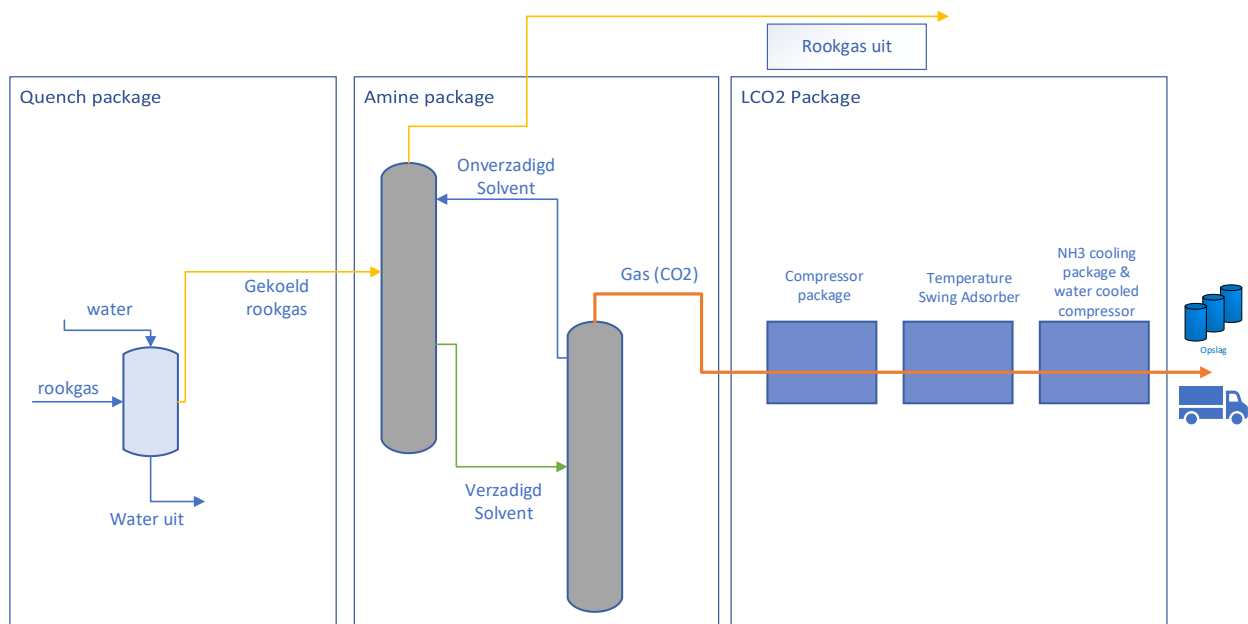 Rookgas uit
Quench package
Amine package
LCO2 Package
Onverzadigd
Solvent
Gekoeld
rookgas
water
rookgas
Water uit
Verzadigd
Solvent
Gas (CO2)
Compressor
package
Temperature
Swing Adsorber
NH3 cooling
package &
water cooled
compressor
Opslag